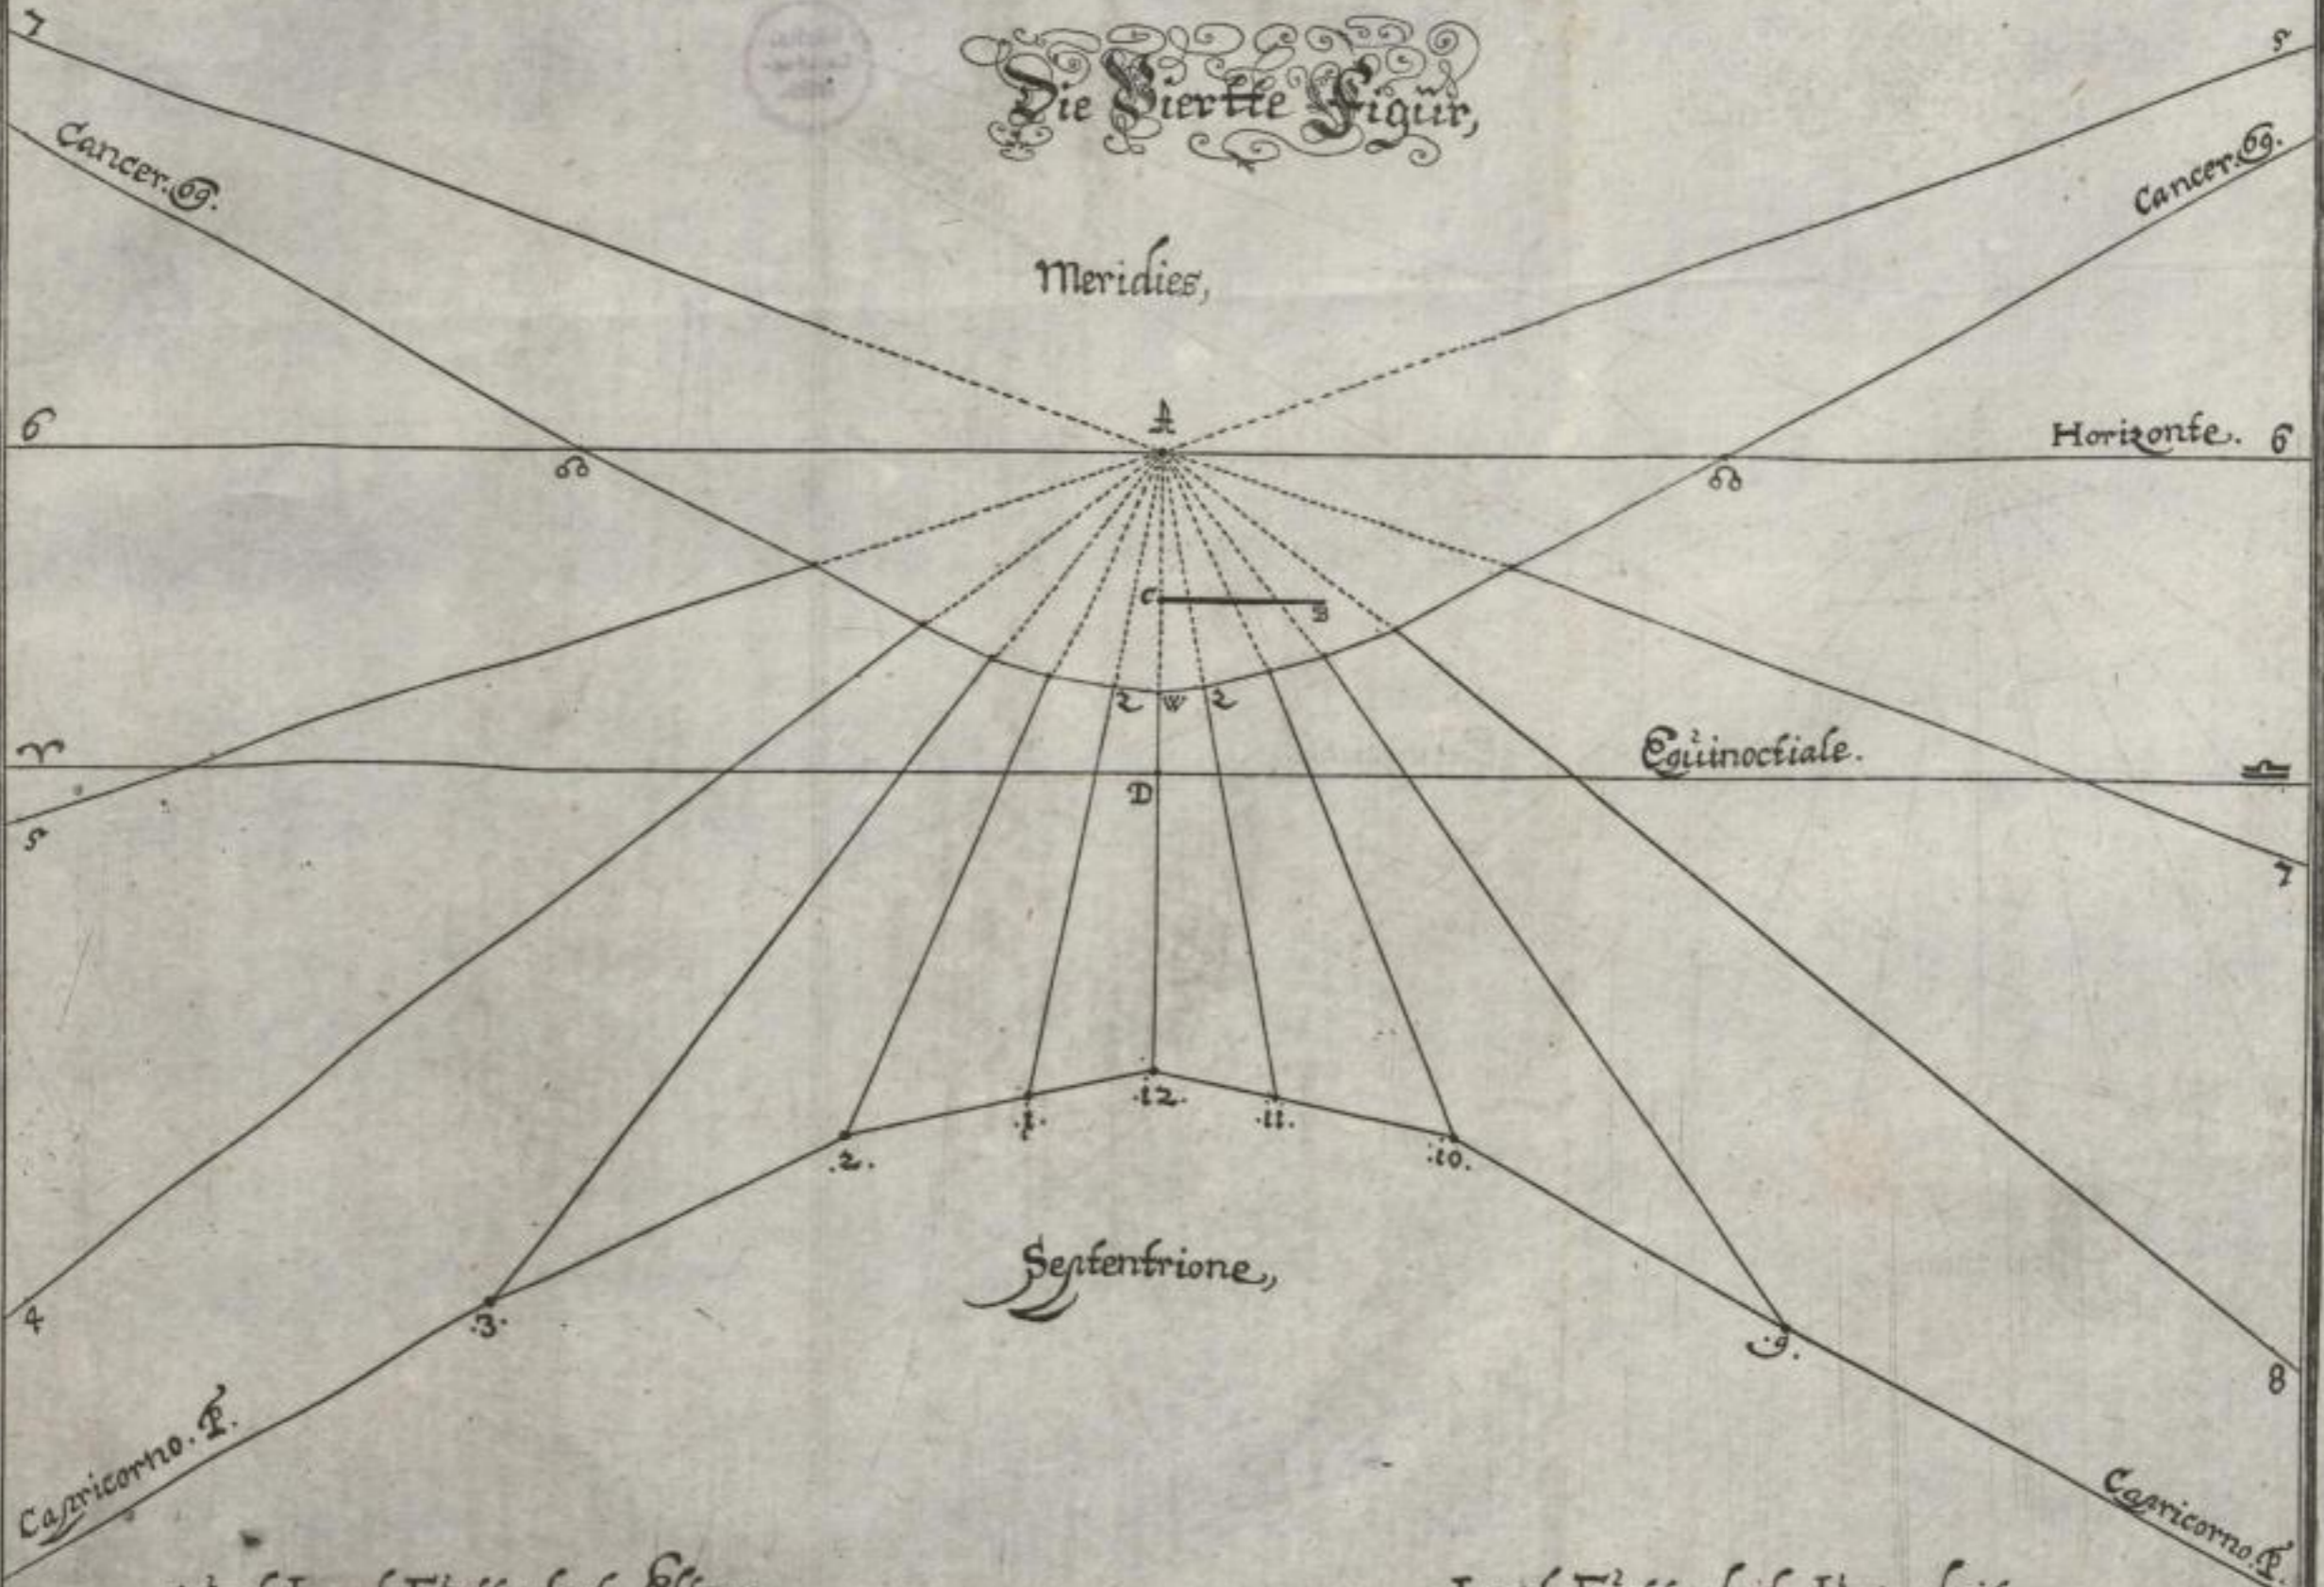 Die Viertte Figur,
7
5
Cancer. ♋.
Cancer. ♋.
Meridies,
A
6
Horizonte. 6
☊
☊
C
B
2 W 2
♈
Equinoctiale.
♎
D
5
7
.12.
.1.
.11.
.2.
.10.
Septentrione,
4
.3.
.9.
8
Capricorno. ♑.
Capricorno. ♑.